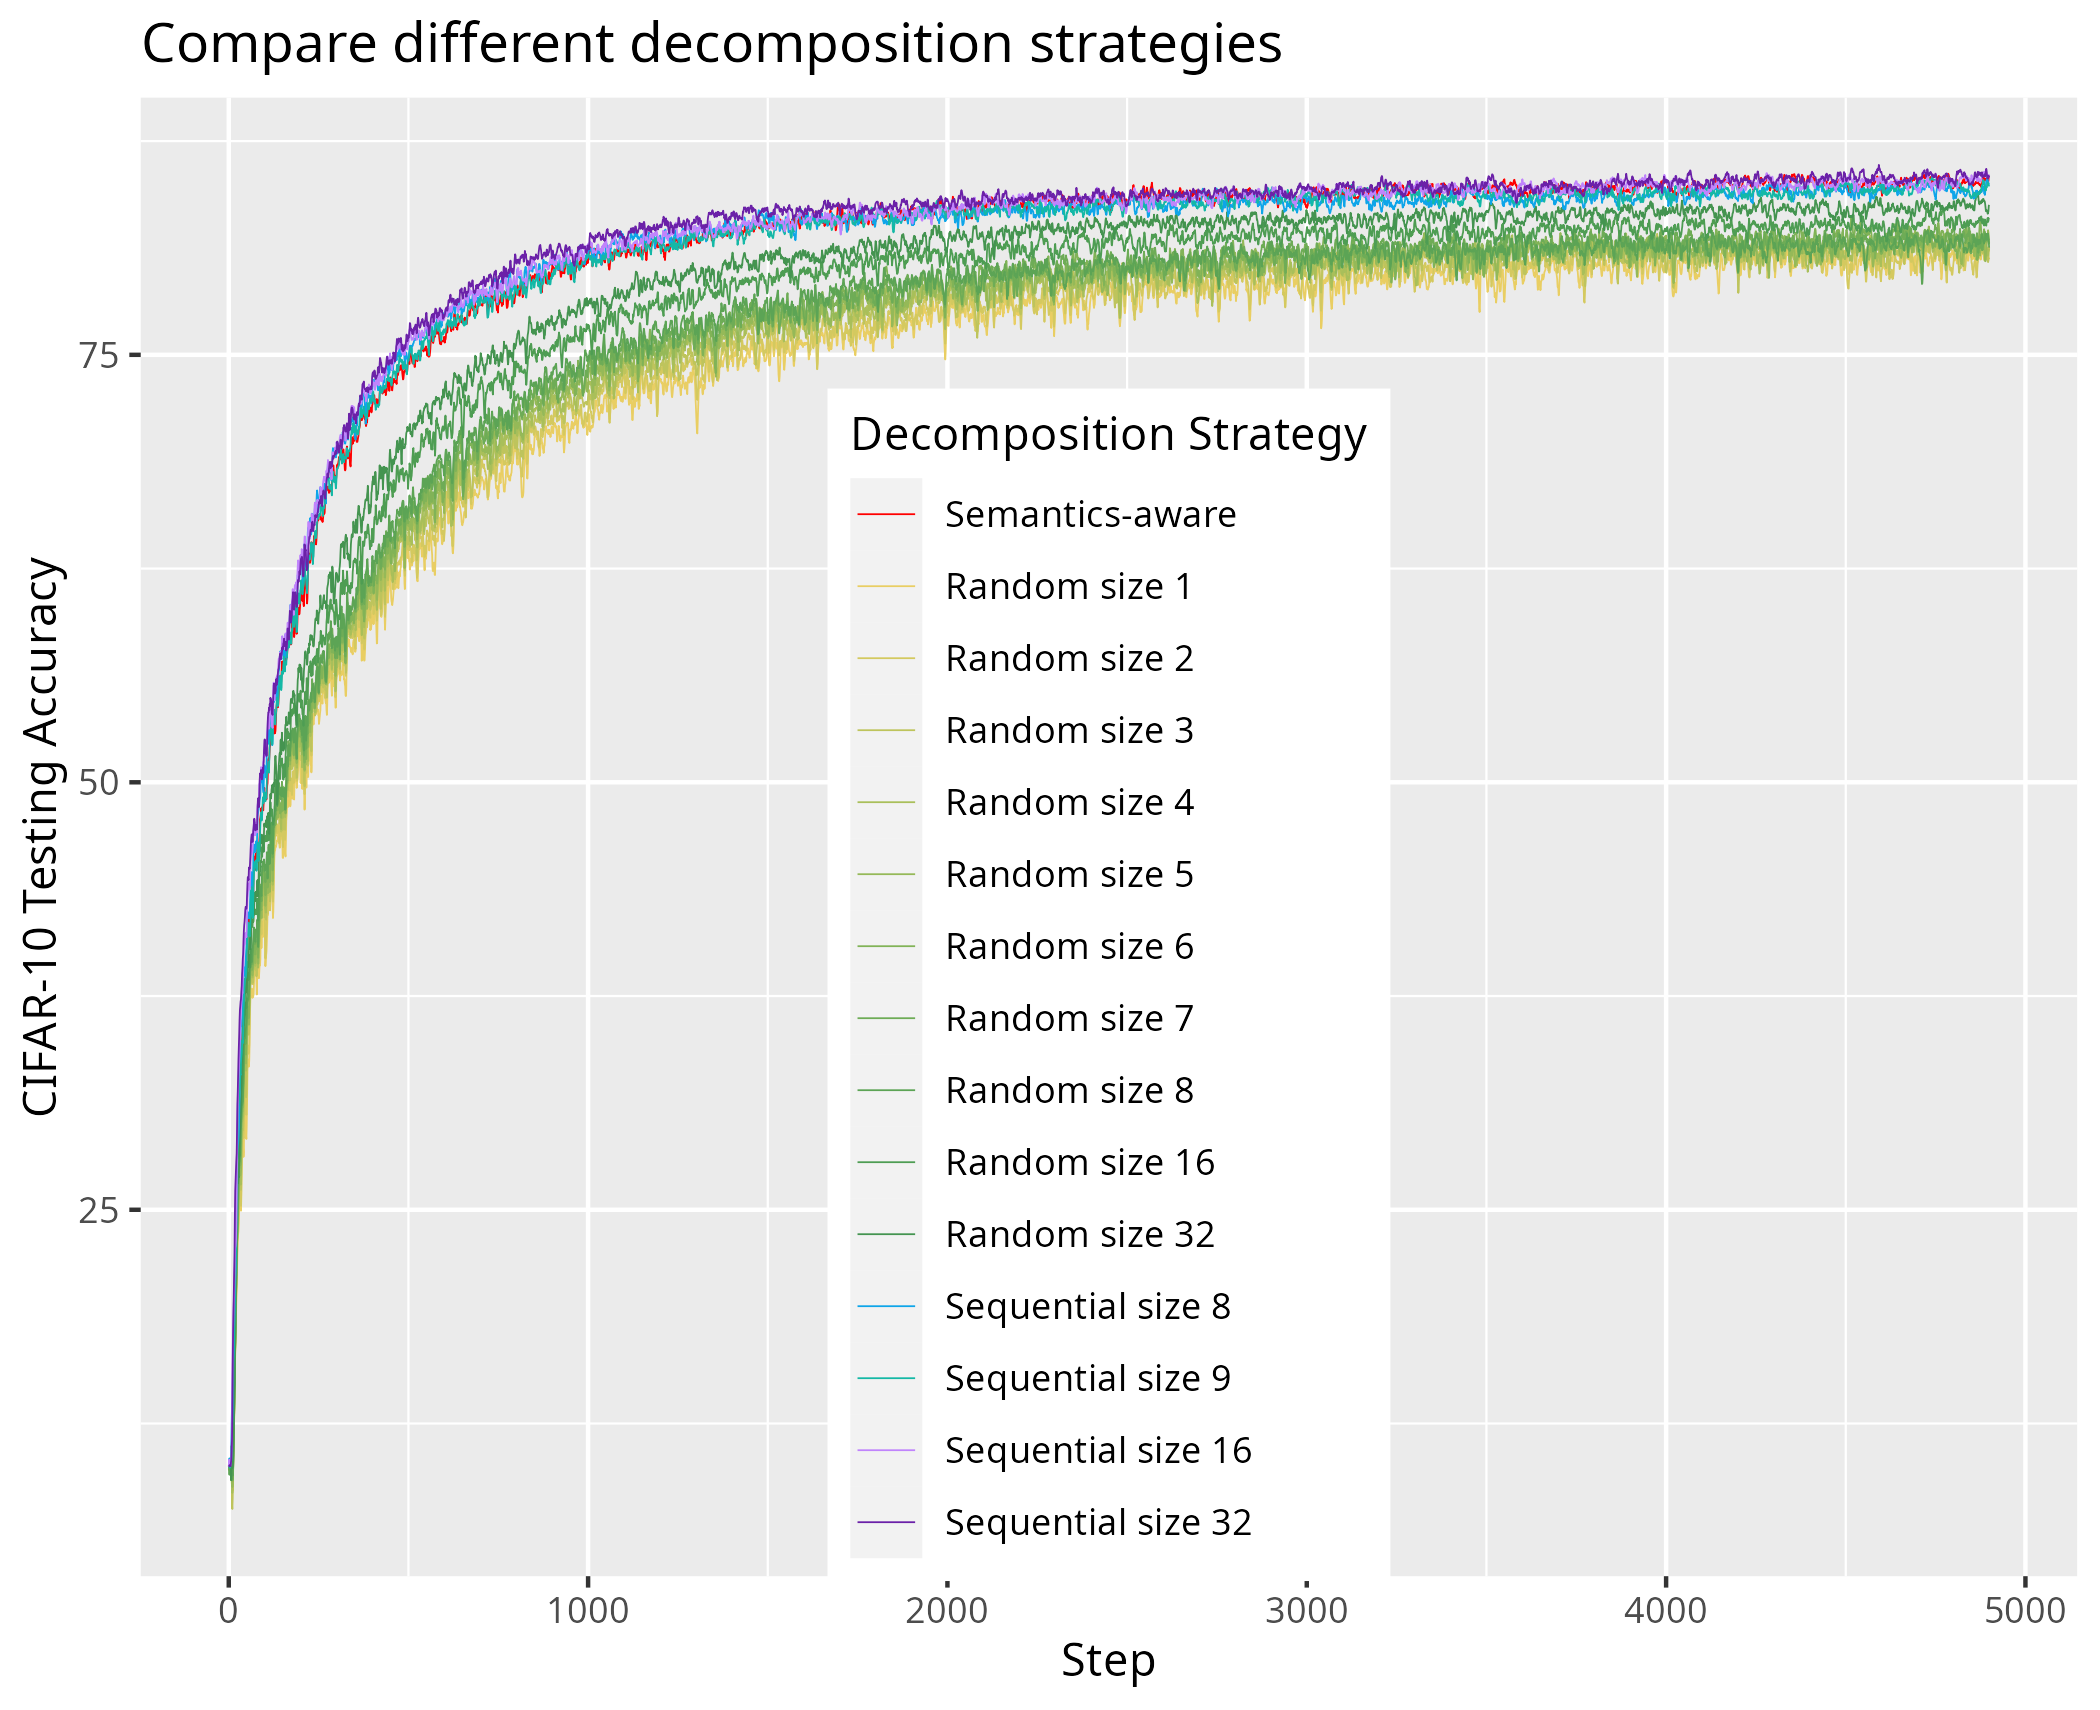 Compare different decomposition strategies
CIFAR-10 Testing Accuracy
75
50
25
Decomposition Strategy
Semantics-aware
Random size 1
Random size 2
Random size 3
Random size 4
Random size 5
Random size 6
Random size 7
Random size 8
Random size 16
Random size 32
Sequential size 8
Sequential size 9
Sequential size 16
Sequential size 32
0 1000 2000 3000 4000 5000
Step